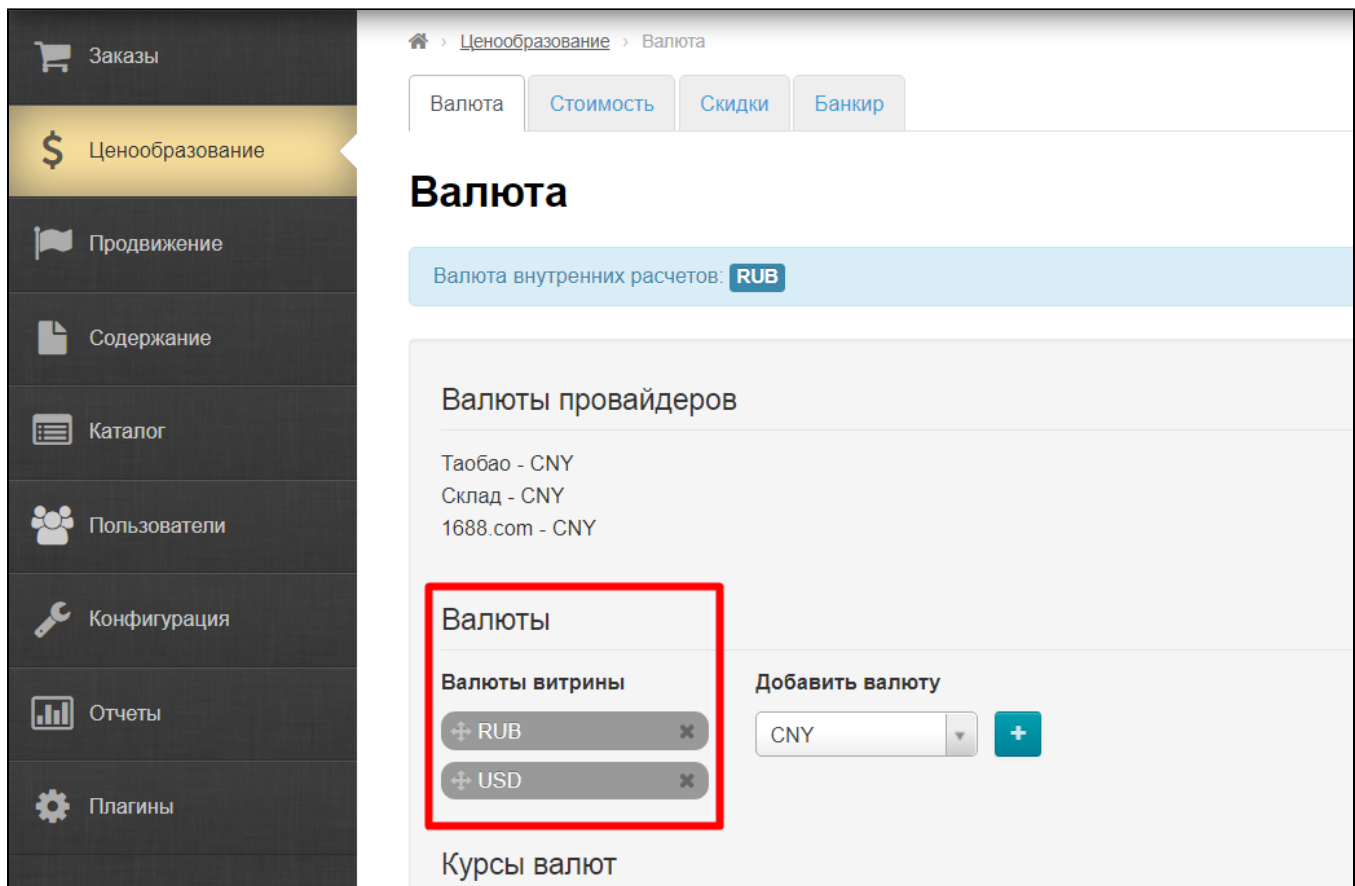 Заказы
Ценообразование
Продвижение
Содержание
Каталог
Пользователи
Конфигурация
Отчеты
Плагины
› Ценообразование › Валюта
Валюта Стоимость Скидки Банкир
Валюта
Валюта внутренних расчетов: RUB
Валюты провайдеров
Таобао - CNY
Склад - CNY
1688.com - CNY
Валюты
Валюты витрины Добавить валюту
RUB CNY +
USD
Курсы валют